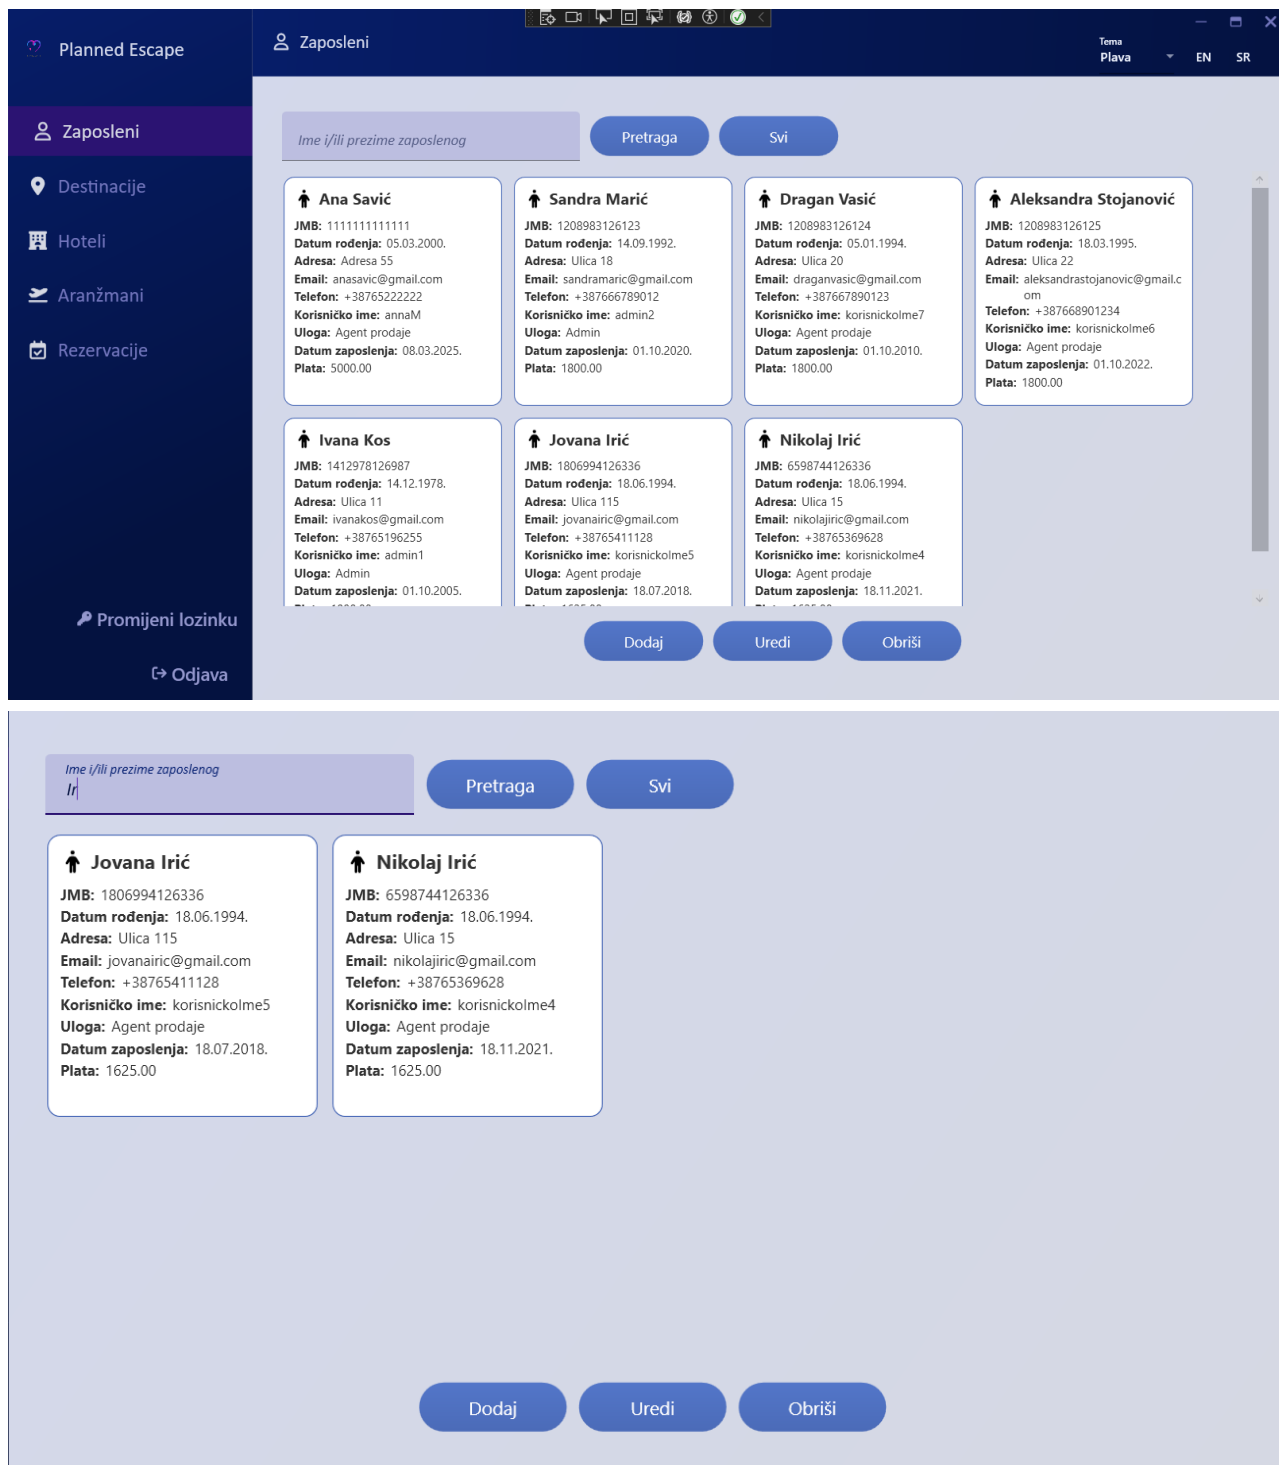 Planned Escape
Zaposleni
Tema
Plava
EN
SR
Zaposleni
Destinacije
Hoteli
Aranžmani
Rezervacije
Promijeni lozinku
Odjava
Ime i/ili prezime zaposlenog
Pretraga
Svi
Ana Savić
JMB: 1111111111111
Datum rođenja: 05.03.2000.
Adresa: Adresa 55
Email: anasavic@gmail.com
Telefon: +38765222222
Korisničko ime: annaM
Uloga: Agent prodaje
Datum zaposlenja: 08.03.2025.
Plata: 5000.00
Sandra Marić
JMB: 1208983126123
Datum rođenja: 14.09.1992.
Adresa: Ulica 18
Email: sandramaric@gmail.com
Telefon: +387666789012
Korisničko ime: admin2
Uloga: Admin
Datum zaposlenja: 01.10.2020.
Plata: 1800.00
Dragan Vasić
JMB: 1208983126124
Datum rođenja: 05.01.1994.
Adresa: Ulica 20
Email: draganvasic@gmail.com
Telefon: +387667890123
Korisničko ime: korisnickoIme7
Uloga: Agent prodaje
Datum zaposlenja: 01.10.2010.
Plata: 1800.00
Aleksandra Stojanović
JMB: 1208983126125
Datum rođenja: 18.03.1995.
Adresa: Ulica 22
Email: aleksandrastojanovic@gmail.c
om
Telefon: +387668901234
Korisničko ime: korisnickoIme6
Uloga: Agent prodaje
Datum zaposlenja: 01.10.2022.
Plata: 1800.00
Ivana Kos
JMB: 1412978126987
Datum rođenja: 14.12.1978.
Adresa: Ulica 11
Email: ivanakos@gmail.com
Telefon: +38765196255
Korisničko ime: admin1
Uloga: Admin
Datum zaposlenja: 01.10.2005.
Jovana Irić
JMB: 1806994126336
Datum rođenja: 18.06.1994.
Adresa: Ulica 115
Email: jovanairic@gmail.com
Telefon: +38765411128
Korisničko ime: korisnickoIme5
Uloga: Agent prodaje
Datum zaposlenja: 18.07.2018.
Nikolaj Irić
JMB: 6598744126336
Datum rođenja: 18.06.1994.
Adresa: Ulica 15
Email: nikolajiric@gmail.com
Telefon: +38765369628
Korisničko ime: korisnickoIme4
Uloga: Agent prodaje
Datum zaposlenja: 18.11.2021.
Dodaj
Uredi
Obriši
Ime i/ili prezime zaposlenog
Ir
Pretraga
Svi
Jovana Irić
JMB: 1806994126336
Datum rođenja: 18.06.1994.
Adresa: Ulica 115
Email: jovanairic@gmail.com
Telefon: +38765411128
Korisničko ime: korisnickoIme5
Uloga: Agent prodaje
Datum zaposlenja: 18.07.2018.
Plata: 1625.00
Nikolaj Irić
JMB: 6598744126336
Datum rođenja: 18.06.1994.
Adresa: Ulica 15
Email: nikolajiric@gmail.com
Telefon: +38765369628
Korisničko ime: korisnickoIme4
Uloga: Agent prodaje
Datum zaposlenja: 18.11.2021.
Plata: 1625.00
Dodaj
Uredi
Obriši